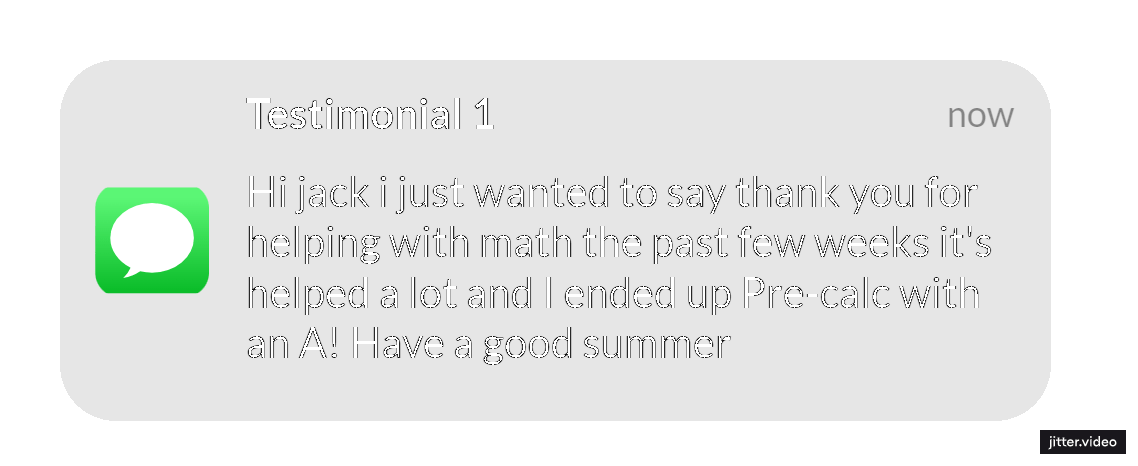 Testimonial 1
now
Hi jack i just wanted to say thank you for
helping with math the past few weeks it's
helped a lot and I ended up Pre-calc with
an A! Have a good summer
jitter.video